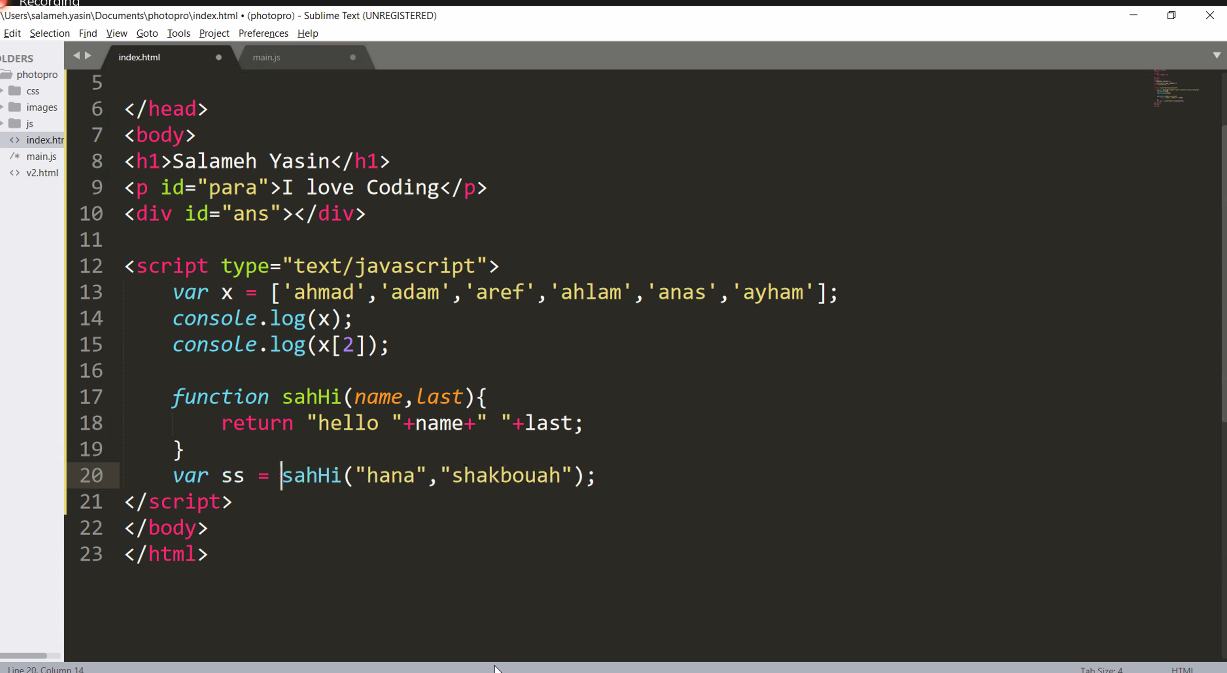 Recording
\Users\salameh.yasin\Documents\photopro\index.html • (photopro) - Sublime Text (UNREGISTERED)
Edit Selection Find View Goto Tools Project Preferences Help
OLDERS
photopro
css
images
js
<> index.htr
/* main.js
<> v2.html
index.html
main.js
5
6 </head>
7 <body>
8 <h1>Salameh Yasin</h1>
9 <p id="para">I love Coding</p>
10 <div id="ans"></div>
11
12 <script type="text/javascript">
13 var x = ['ahmad','adam','aref','ahlam','anas','ayham'];
14 console.log(x);
15 console.log(x[2]);
16
17 function sahHi(name,last){
18 return "hello "+name+" "+last;
19 }
20 var ss = sahHi("hana","shakbouah");
21 </script>
22 </body>
23 </html>
Line 20, Column 14
Tab Size: 4
HTML